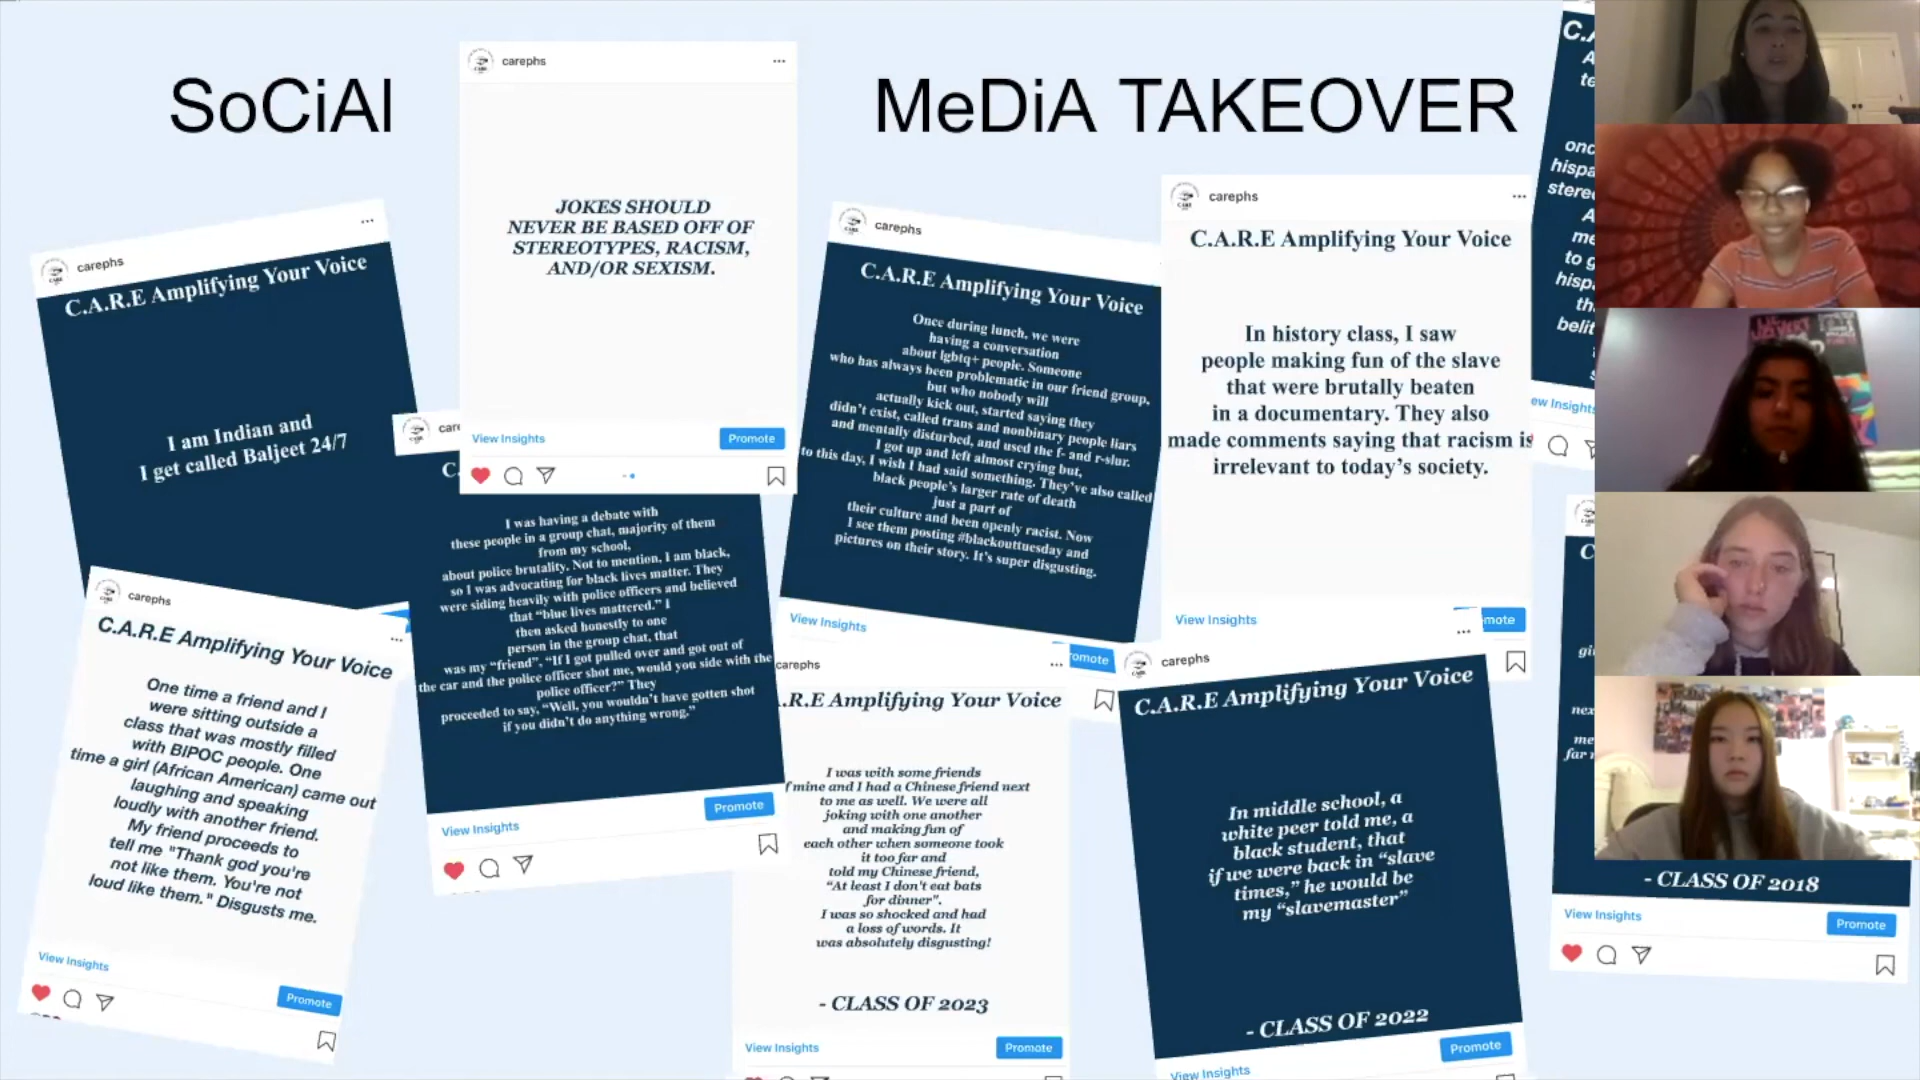 SoCiAl
MeDiA TAKEOVER
carephs
C.A.R.E Amplifying Your Voice
I am Indian and
I get called Baljeet 24/7
carephs
JOKES SHOULD
NEVER BE BASED OFF OF
STEREOTYPES, RACISM,
AND/OR SEXISM.
View Insights
Promote
carephs
C.A.R.E Amplifying Your Voice
Once during lunch, we were
having a conversation
about lgbtq+ people. Someone
who has always been problematic in our friend group,
but who nobody will
actually kick out, started saying they
didn't exist, called trans and nonbinary people liars
and mentally disturbed, and used the f- and r-slur.
I got up and left almost crying but,
to this day, I wish I had said something. They've also called
black people's larger rate of death
just a part of
their culture and been openly racist. Now
I see them posting #blackouttuesday and
pictures on their story. It's super disgusting.
View Insights
carephs
C.A.R.E Amplifying Your Voice
In history class, I saw
people making fun of the slave
that were brutally beaten
in a documentary. They also
made comments saying that racism is
irrelevant to today's society.
View Insights
carephs
C.A.R.E Amplifying Your Voice
One time a friend and I
were sitting outside a
class that was mostly filled
with BIPOC people. One
time a girl (African American) came out
laughing and speaking
loudly with another friend.
My friend proceeds to
tell me "Thank god you're
not like them. You're not
loud like them." Disgusts me.
View Insights
Promote
I was having a debate with
these people in a group chat, majority of them
from my school,
about police brutality. Not to mention, I am black,
so I was advocating for black lives matter. They
were siding heavily with police officers and believed
that "blue lives mattered." I
then asked honestly to one
person in the group chat, that
was my "friend", "If I got pulled over and got out of
the car and the police officer shot me, would you side with the
police officer?" They
proceeded to say, "Well, you wouldn't have gotten shot
if you didn't do anything wrong."
View Insights
Promote
carephs
.R.E Amplifying Your Voice
I was with some friends
f mine and I had a Chinese friend next
to me as well. We were all
joking with one another
and making fun of
each other when someone took
it too far and
told my Chinese friend,
"At least I don't eat bats
for dinner".
I was so shocked and had
a loss of words. It
was absolutely disgusting!
- CLASS OF 2023
View Insights
Promote
carephs
C.A.R.E Amplifying Your Voice
In middle school, a
white peer told me, a
black student, that
if we were back in "slave
times," he would be
my "slavemaster"
- CLASS OF 2022
Promote
View Insights
- CLASS OF 2018
View Insights
Promote